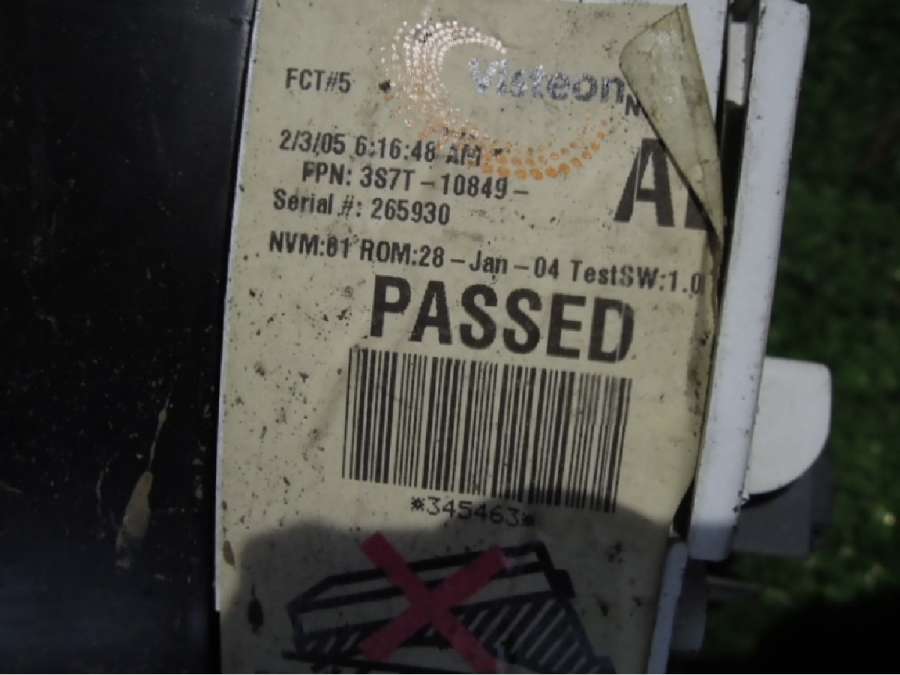 Visteon
FCT#5
N
2/3/05 6:16:48 AM
FPN: 3S7T-10849-
A
Serial #: 265930
NVM:81 ROM:28-Jan-04 TestSW:1.0
PASSED
*345463*